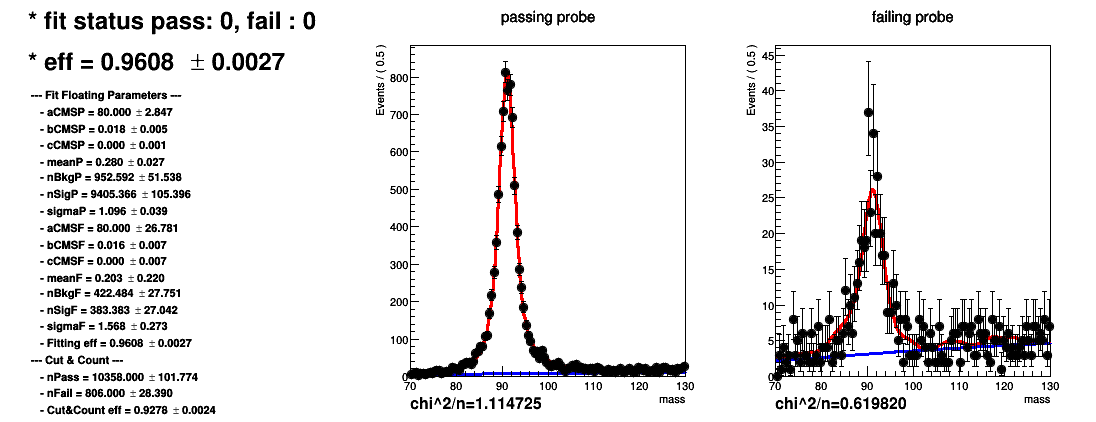 * fit status pass: 0, fail : 0
* eff = 0.9608 ± 0.0027
--- Fit Floating Parameters ---
- aCMSP = 80.000 ± 2.847
- bCMSP = 0.018 ± 0.005
- cCMSP = 0.000 ± 0.001
- meanP = 0.280 ± 0.027
- nBkgP = 952.592 ± 51.538
- nSigP = 9405.366 ± 105.396
- sigmaP = 1.096 ± 0.039
- aCMSF = 80.000 ± 26.781
- bCMSF = 0.016 ± 0.007
- cCMSF = 0.000 ± 0.007
- meanF = 0.203 ± 0.220
- nBkgF = 422.484 ± 27.751
- nSigF = 383.383 ± 27.042
- sigmaF = 1.568 ± 0.273
- Fitting eff = 0.9608 ± 0.0027
--- Cut & Count ---
- nPass = 10358.000 ± 101.774
- nFail = 806.000 ± 28.390
- Cut&Count eff = 0.9278 ± 0.0024
passing probe
Events / ( 0.5 )
800
700
600
500
400
300
200
100
0
70 80 90 100 110 120 130
mass
chi^2/n=1.114725
failing probe
Events / ( 0.5 )
45
40
35
30
25
20
15
10
5
0
70 80 90 100 110 120 130
mass
chi^2/n=0.619820